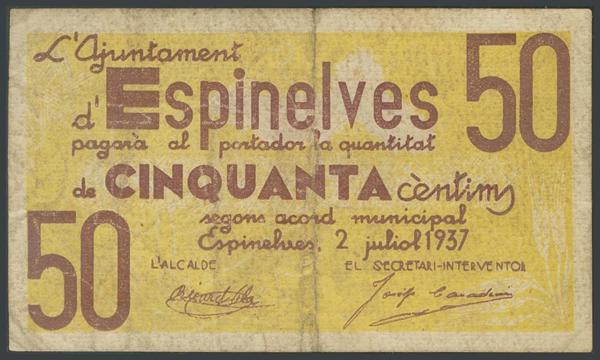 L'Ajuntament
d'Espinelves 50
pagarà al portador la quantitat
de CINQUANTA cèntims
segons acord municipal
Espinelves, 2 juliol 1937
50
L'ALCALDE EL SECRETARI-INTERVENTOR